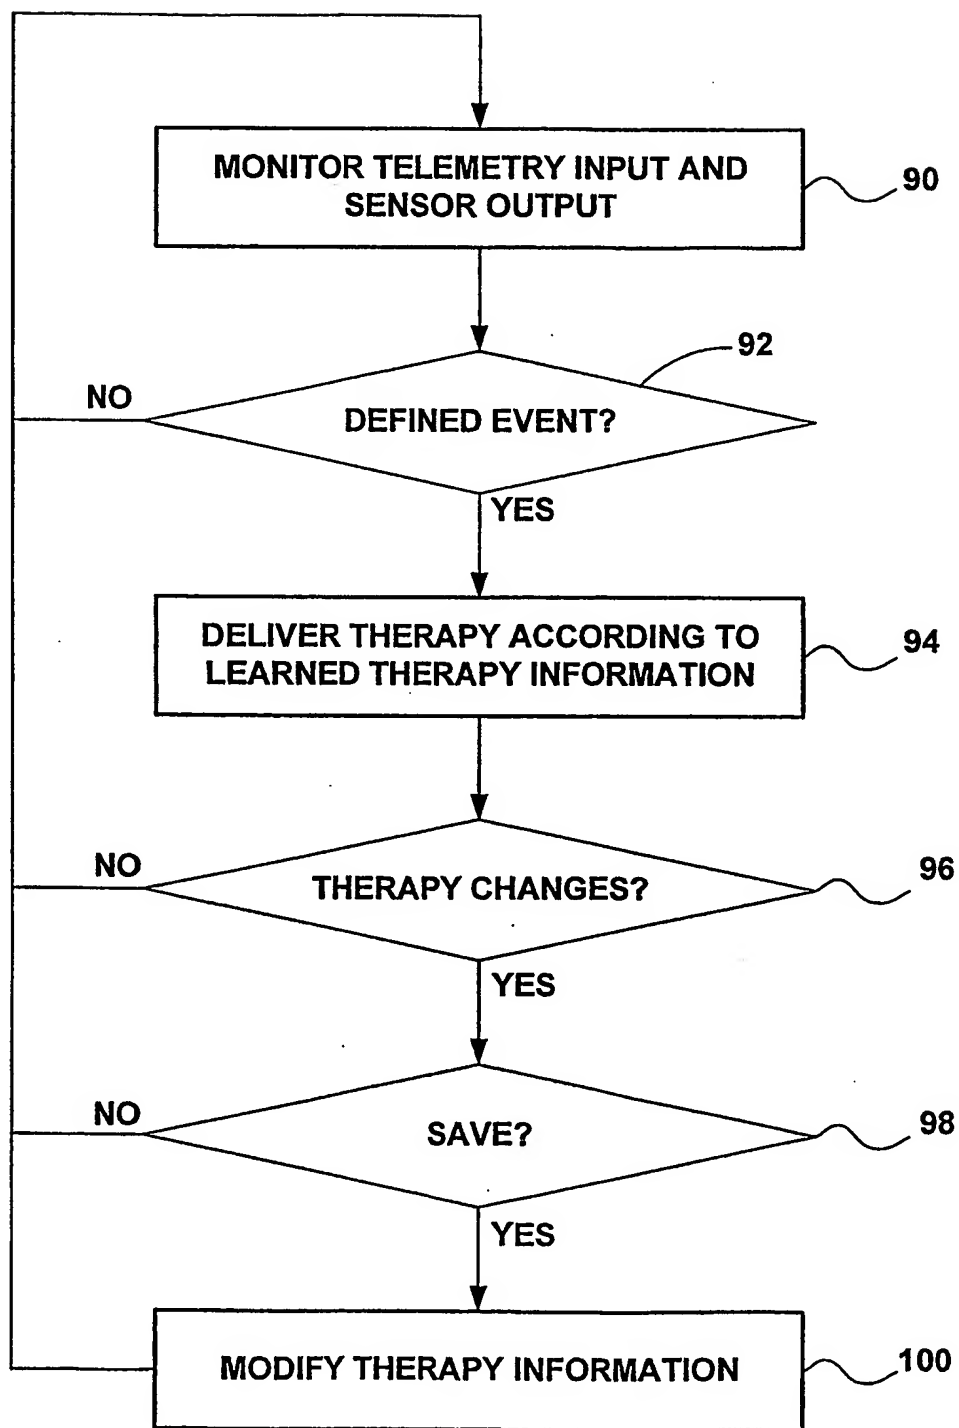 MONITOR TELEMETRY INPUT AND
SENSOR OUTPUT
90
92
NO
DEFINED EVENT?
YES
DELIVER THERAPY ACCORDING TO
LEARNED THERAPY INFORMATION
94
NO
THERAPY CHANGES?
96
YES
NO
SAVE?
98
YES
MODIFY THERAPY INFORMATION
100